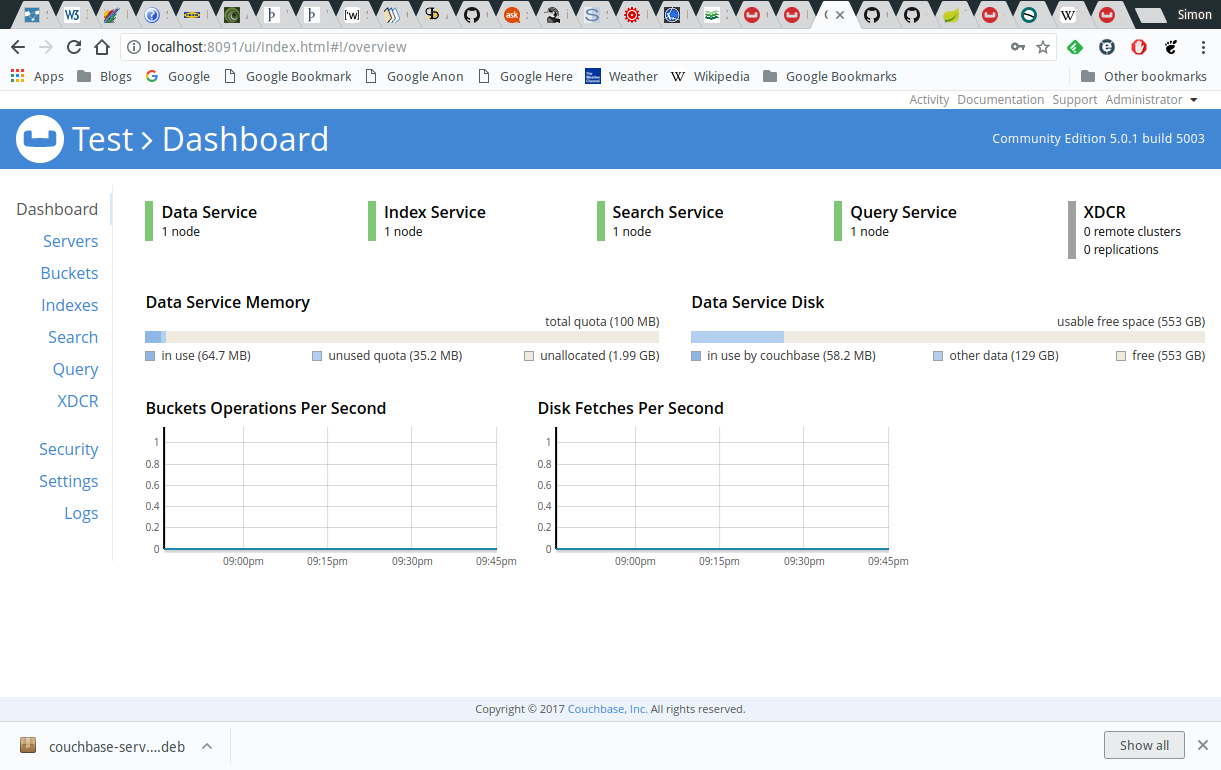 Simon
localhost:8091/ui/index.html#!/overview
Apps Blogs Google Google Bookmark Google Anon Google Here Weather Wikipedia Google Bookmarks Other bookmarks
Activity Documentation Support Administrator
Test > Dashboard
Community Edition 5.0.1 build 5003
Dashboard
Servers
Buckets
Indexes
Search
Query
XDCR
Security
Settings
Logs
Data Service
1 node
Index Service
1 node
Search Service
1 node
Query Service
1 node
XDCR
0 remote clusters
0 replications
Data Service Memory
total quota (100 MB)
in use (64.7 MB) unused quota (35.2 MB) unallocated (1.99 GB)
Data Service Disk
usable free space (553 GB)
in use by couchbase (58.2 MB) other data (129 GB) free (553 GB)
Buckets Operations Per Second
1
0.8
0.6
0.4
0.2
0
09:00pm 09:15pm 09:30pm 09:45pm
Disk Fetches Per Second
1
0.8
0.6
0.4
0.2
0
09:00pm 09:15pm 09:30pm 09:45pm
Copyright © 2017 Couchbase, Inc. All rights reserved.
couchbase-serv....deb
Show all